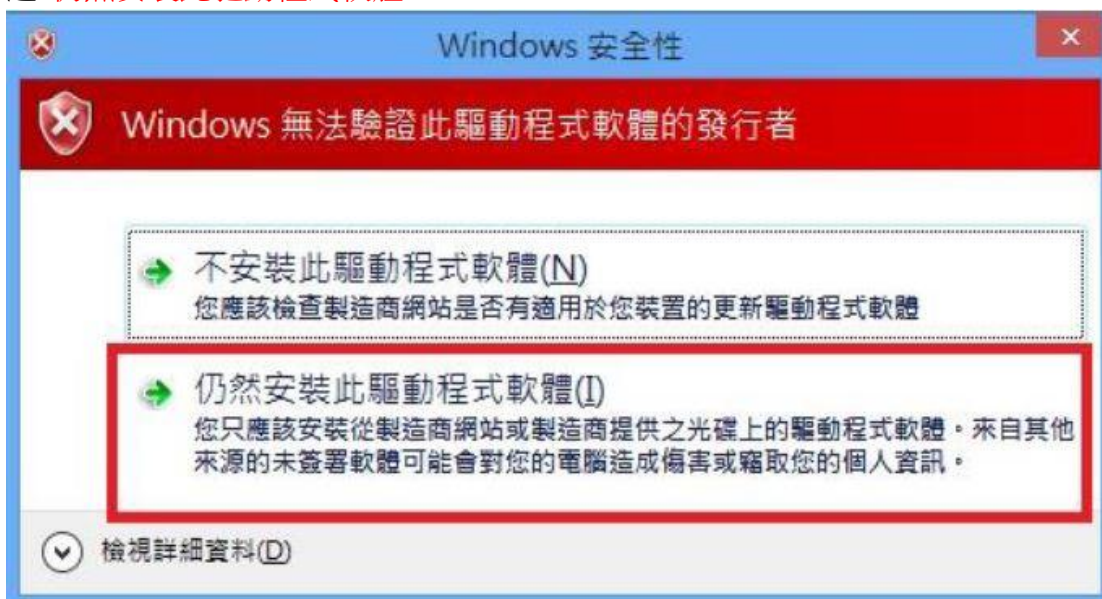 Windows 安全性
Windows 無法驗證此驅動程式軟體的發行者
不安裝此驅動程式軟體(N)
您應該檢查製造商網站是否有適用於您裝置的更新驅動程式軟體
仍然安裝此驅動程式軟體(I)
您只應該安裝從製造商網站或製造商提供之光碟上的驅動程式軟體。來自其他
來源的未簽署軟體可能會對您的電腦造成傷害或竊取您的個人資訊。
檢視詳細資料(D)